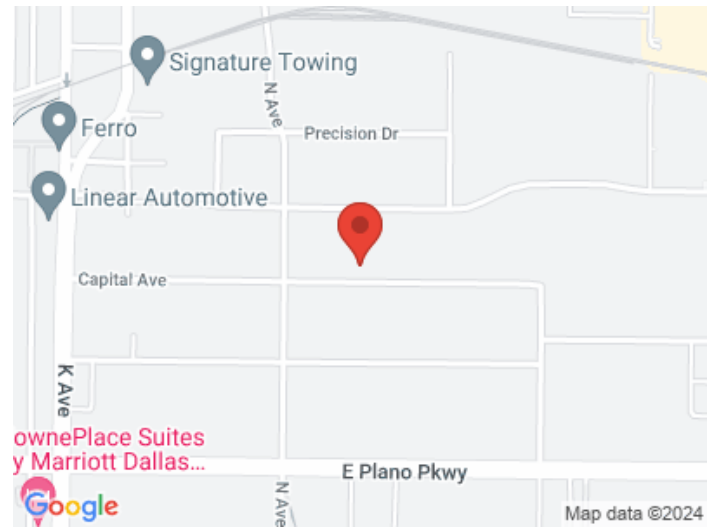 Signature Towing
N Ave
Ferro
Precision Dr
Linear Automotive
Capital Ave
K Ave
ownePlace Suites
y Marriott Dallas...
E Plano Pkwy
N Ave
Google
Map data ©2024